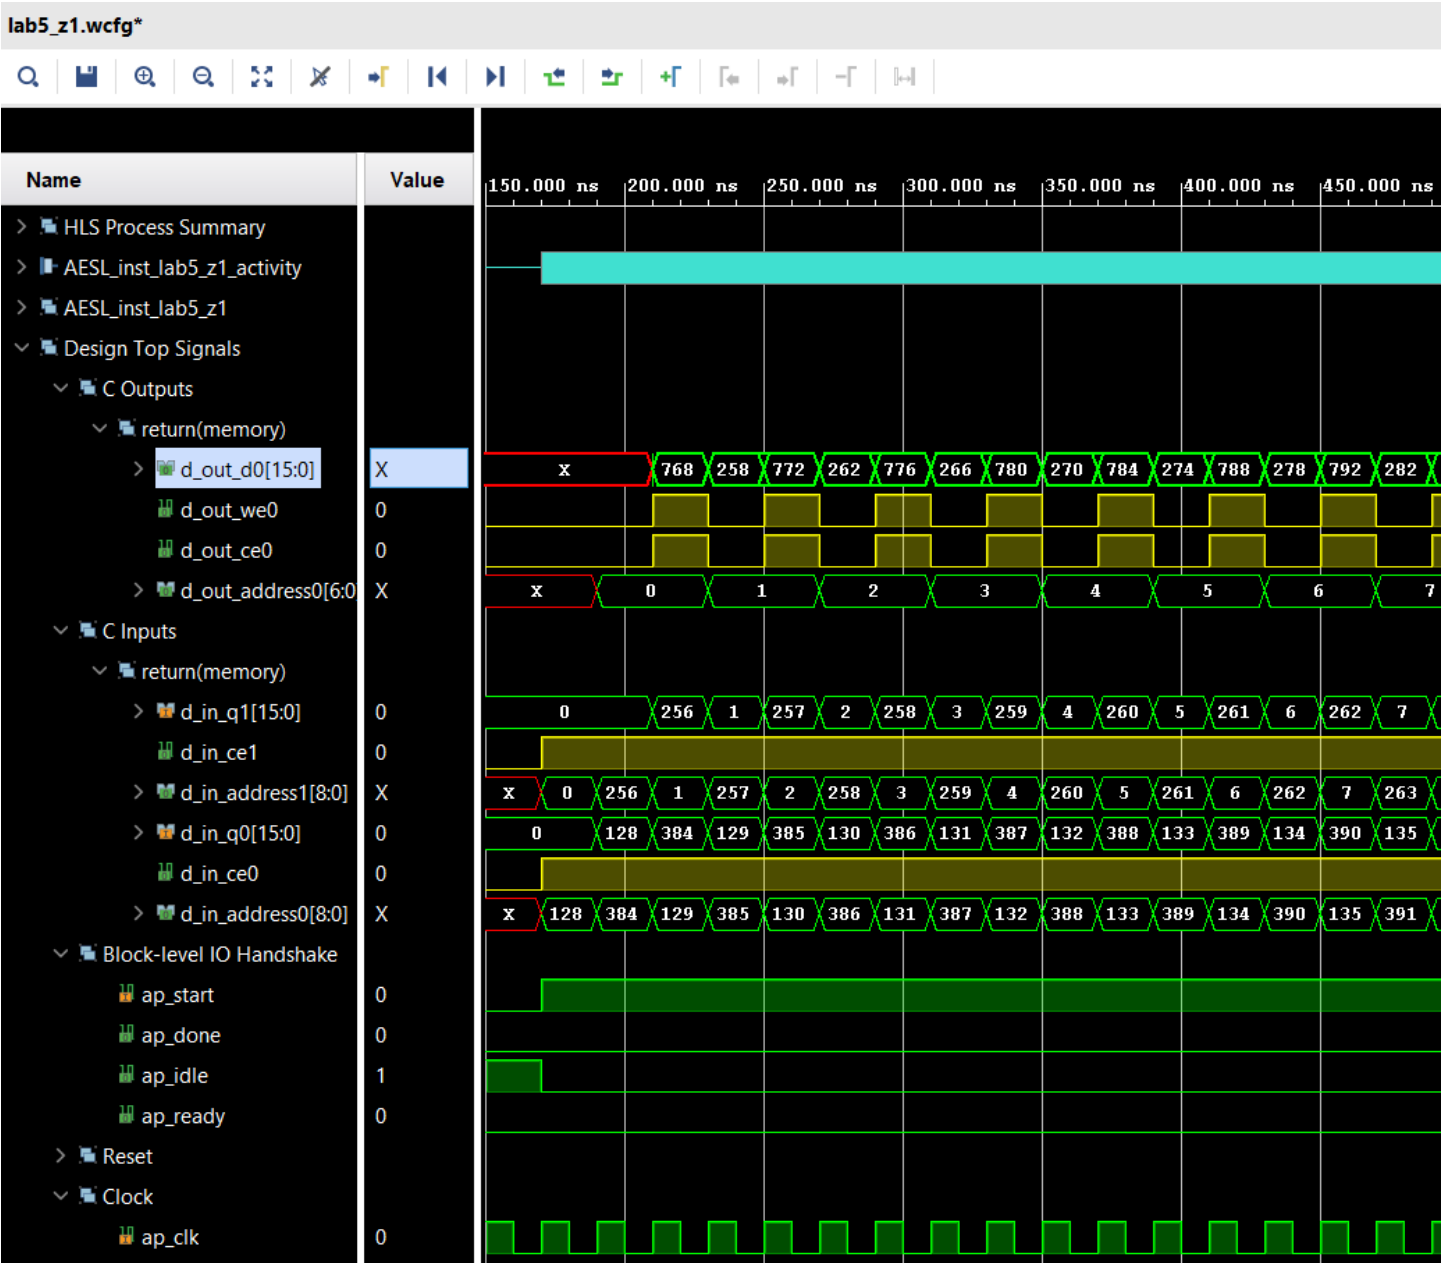 lab5_z1.wcfg*
Name Value 150.000 ns 200.000 ns 250.000 ns 300.000 ns 350.000 ns 400.000 ns 450.000 ns
HLS Process Summary
AESL_inst_lab5_z1_activity
AESL_inst_lab5_z1
Design Top Signals
C Outputs
return(memory)
d_out_d0[15:0] X x 768 258 772 262 776 266 780 270 784 274 788 278 792 282
d_out_we0 0
d_out_ce0 0
d_out_address0[6:0 X x 0 1 2 3 4 5 6 7
C Inputs
return(memory)
d_in_q1[15:0] 0 0 256 1 257 2 258 3 259 4 260 5 261 6 262 7
d_in_ce1 0
d_in_address1[8:0] X x 0 256 1 257 2 258 3 259 4 260 5 261 6 262 7 263
d_in_q0[15:0] 0 0 128 384 129 385 130 386 131 387 132 388 133 389 134 390 135
d_in_ce0 0
d_in_address0[8:0] X x 128 384 129 385 130 386 131 387 132 388 133 389 134 390 135 391
Block-level IO Handshake
ap_start 0
ap_done 0
ap_idle 1
ap_ready 0
Reset
Clock
ap_clk 0